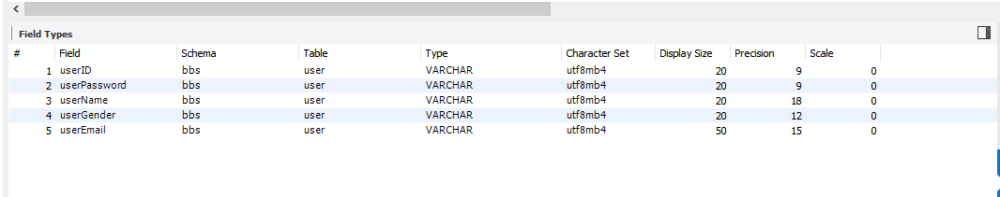 Field Types
# Field Schema Table Type Character Set Display Size Precision Scale
1 userID bbs user VARCHAR utf8mb4 20 9 0
2 userPassword bbs user VARCHAR utf8mb4 20 9 0
3 userName bbs user VARCHAR utf8mb4 20 18 0
4 userGender bbs user VARCHAR utf8mb4 20 12 0
5 userEmail bbs user VARCHAR utf8mb4 50 15 0